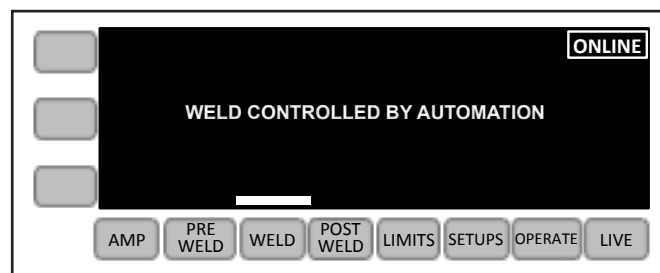 ONLINE
WELD CONTROLLED BY AUTOMATION
AMP
PRE
WELD
WELD
POST
WELD
LIMITS
SETUPS
OPERATE
LIVE